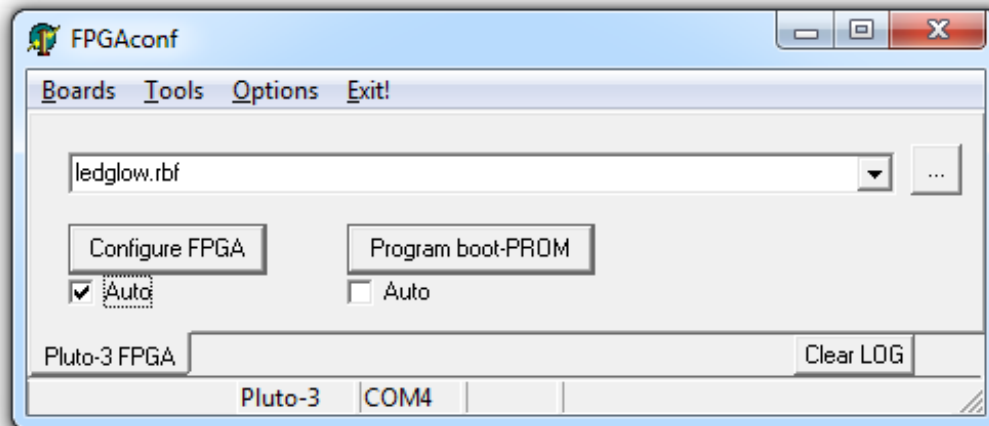 FPGAconf
Boards Tools Options Exit!
ledglow.rbf ...
Configure FPGA Program boot-PROM
Auto Auto
Pluto-3 FPGA Clear LOG
Pluto-3 COM4